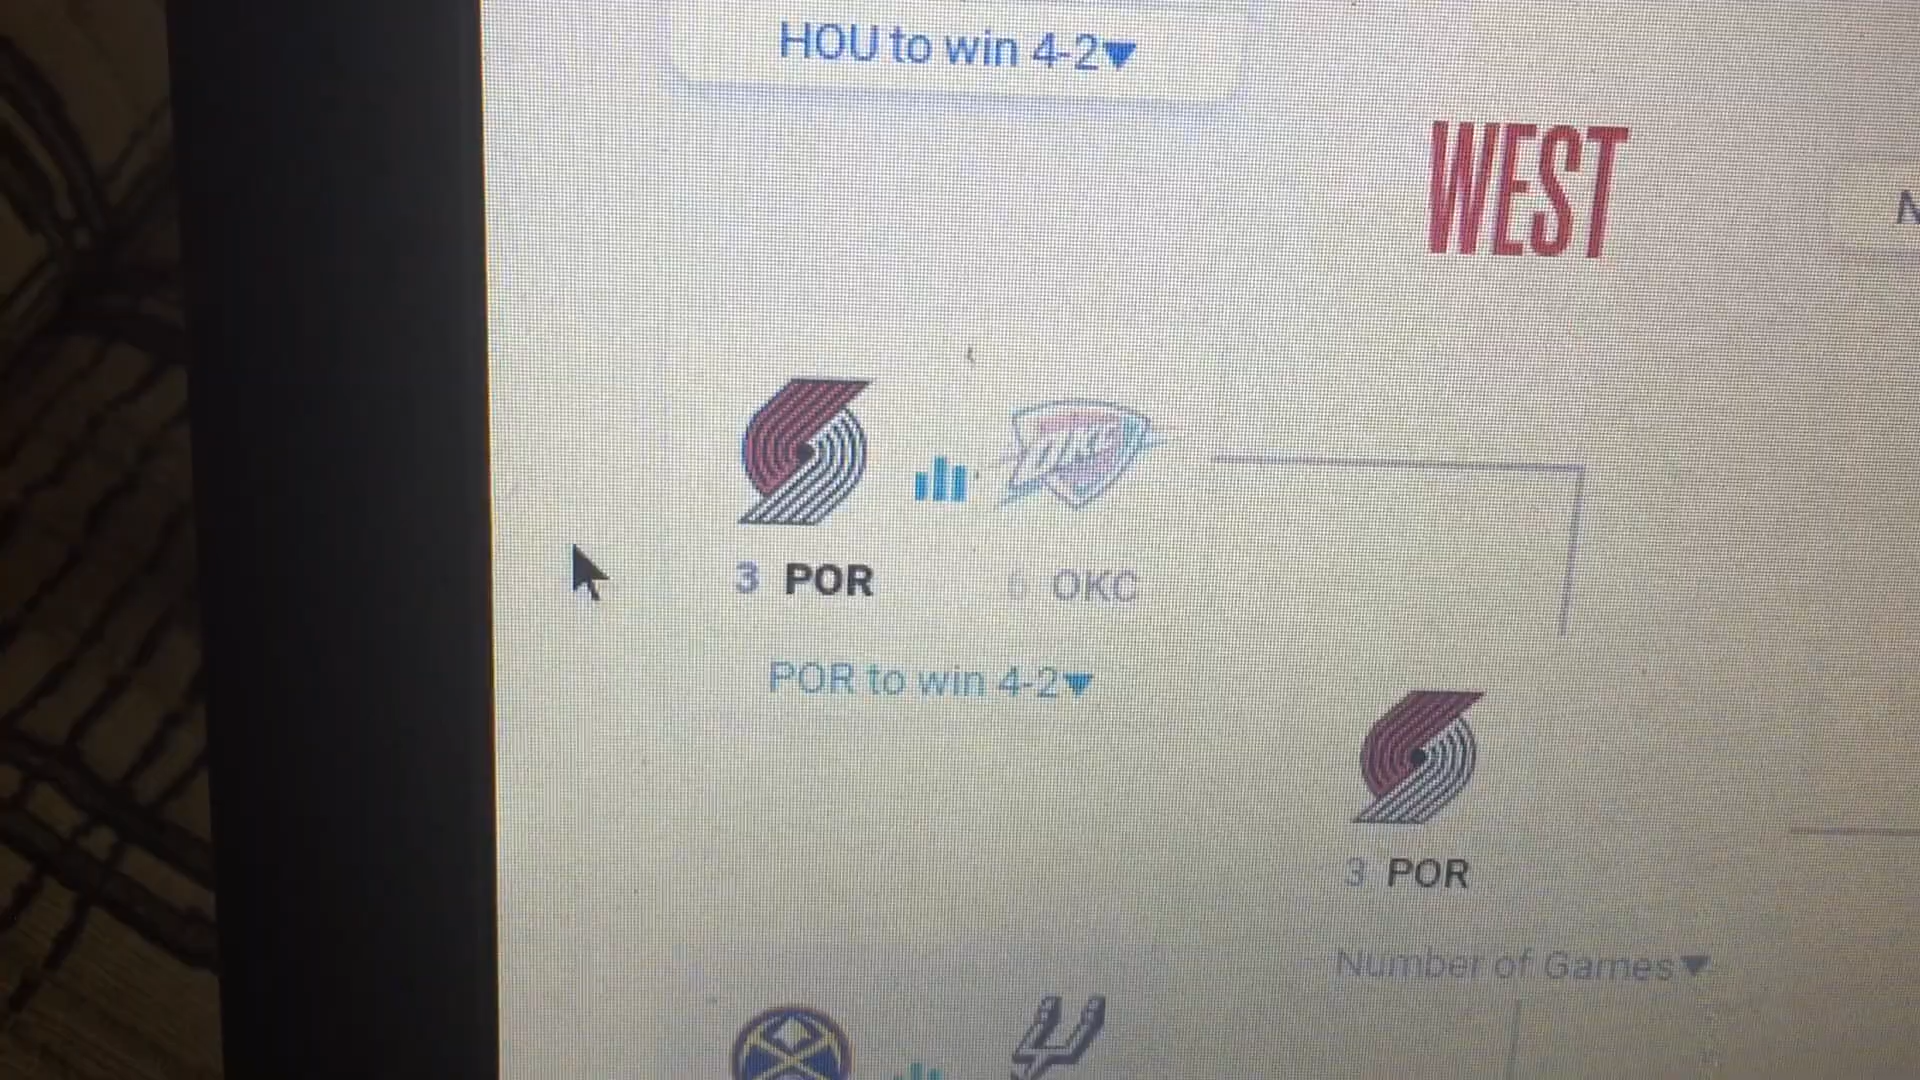 HOU to win 4-2
WEST
3 POR
6 OKC
POR to win 4-2
3 POR
Number of Games